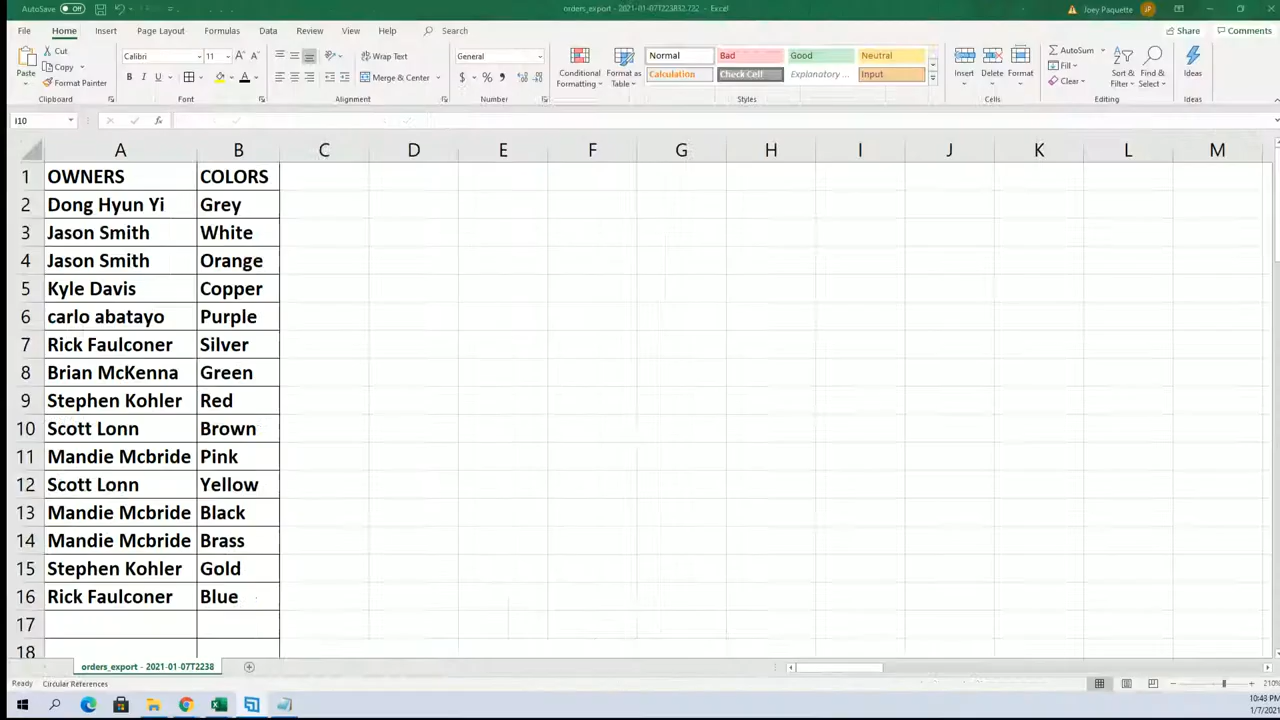 AutoSave Off orders_export - 2021-01-07T223832.732 - Excel Joey Paquette JP
File Home Insert Page Layout Formulas Data Review View Help Search Share Comments
Paste Cut Copy Format Painter Clipboard
Calibri 11 A A B I U A Font
Wrap Text Merge & Center Alignment
General $ % Number
Conditional Formatting Format as Table Normal Bad Good Neutral Calculation Check Cell Explanatory ... Input Styles
Insert Delete Format Cells
AutoSum Fill Clear Sort & Filter Find & Select Editing
Ideas Ideas
I10 fx
A B C D E F G H I J K L M
1 OWNERS COLORS
2 Dong Hyun Yi Grey
3 Jason Smith White
4 Jason Smith Orange
5 Kyle Davis Copper
6 carlo abatayo Purple
7 Rick Faulconer Silver
8 Brian McKenna Green
9 Stephen Kohler Red
10 Scott Lonn Brown
11 Mandie Mcbride Pink
12 Scott Lonn Yellow
13 Mandie Mcbride Black
14 Mandie Mcbride Brass
15 Stephen Kohler Gold
16 Rick Faulconer Blue
17
18
orders_export - 2021-01-07T2238
Ready Circular References 210%
10:43 PM
1/7/2021